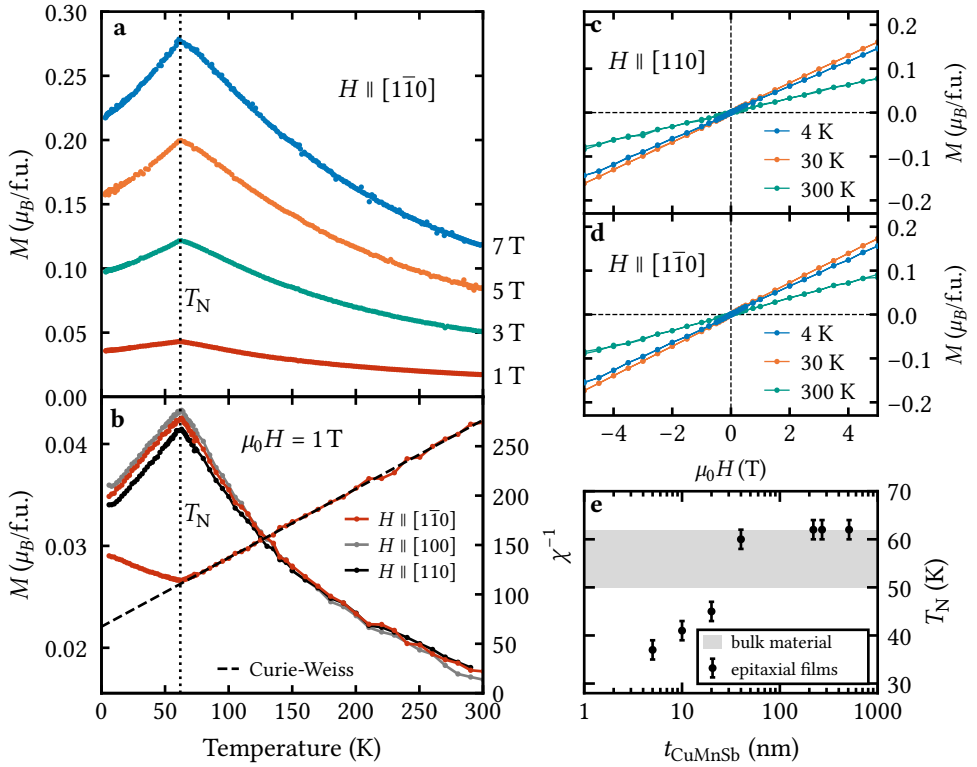 a
H ∥ [11̄0]
M (μB/f.u.)
0.30
0.25
0.20
0.15
0.10
0.05
0.00
TN
7 T
5 T
3 T
1 T
b
μ0H = 1 T
M (μB/f.u.)
0.04
0.03
0.02
TN
H ∥ [11̄0]
H ∥ [100]
H ∥ [110]
Curie-Weiss
250
200
150
100
50
0
χ−1
0 50 100 150 200 250 300
Temperature (K)
c
H ∥ [110]
4 K
30 K
300 K
0.2
0.1
0.0
−0.1
−0.2
M (μB/f.u.)
d
H ∥ [11̄0]
4 K
30 K
300 K
0.2
0.1
0.0
−0.1
−0.2
M (μB/f.u.)
−4 −2 0 2 4
μ0H (T)
e
70
60
50
40
30
TN (K)
bulk material
epitaxial films
1 10 100 1000
tCuMnSb (nm)